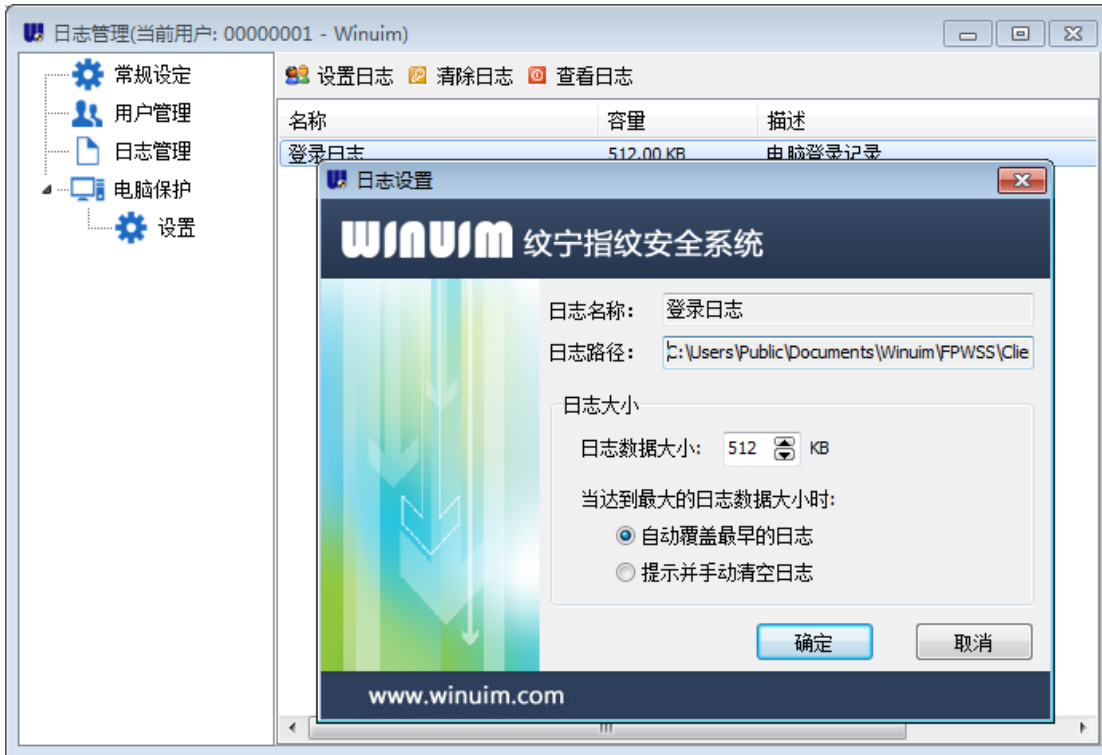 日志管理(当前用户: 00000001 - Winuim)
常规设定
用户管理
日志管理
电脑保护
设置
设置日志 清除日志 查看日志
名称 容量 描述
登录日志 512.00 KB 电脑登录记录
日志设置
WINUIM 纹宁指纹安全系统
日志名称: 登录日志
日志路径: C:\Users\Public\Documents\Winuim\FPWSS\Clie
日志大小
日志数据大小: 512 KB
当达到最大的日志数据大小时:
自动覆盖最早的日志
提示并手动清空日志
确定 取消
www.winuim.com